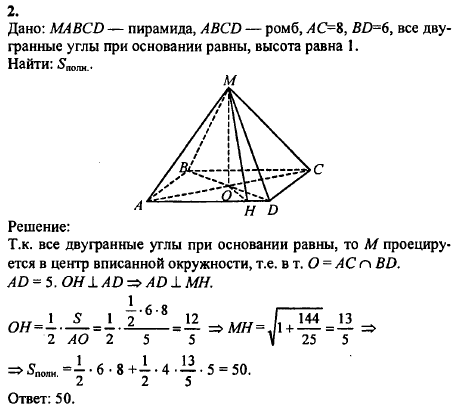 2.
Дано: MABCD — пирамида, ABCD — ромб, AC=8, BD=6, все дву-
гранные углы при основании равны, высота равна 1.
Найти: Sполн..
M
B
C
O
A
H
D
Решение:
Т.к. все двугранные углы при основании равны, то M проециру-
ется в центр вписанной окружности, т.е. в т. O = AC ∩ BD.
AD = 5. OH ⊥ AD ⇒ AD ⊥ MH.
OH = 1/2 · S/AO = 1/2 · (1/2 · 6 · 8)/5 = 12/5 ⇒ MH = √(1 + 144/25) = 13/5 ⇒
⇒ Sполн. = 1/2 · 6 · 8 + 1/2 · 4 · 13/5 · 5 = 50.
Ответ: 50.